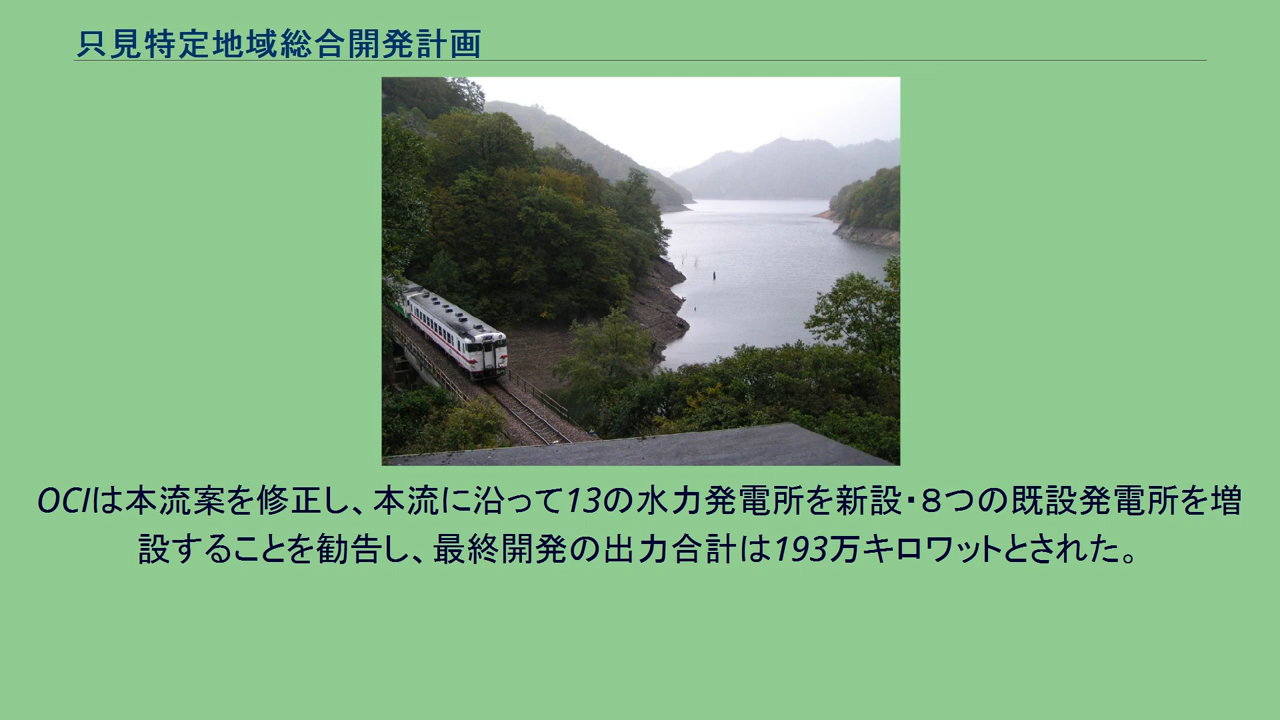 只見特定地域総合開発計画
OCIは本流案を修正し、本流に沿って13の水力発電所を新設・８つの既設発電所を増
設することを勧告し、最終開発の出力合計は193万キロワットとされた。